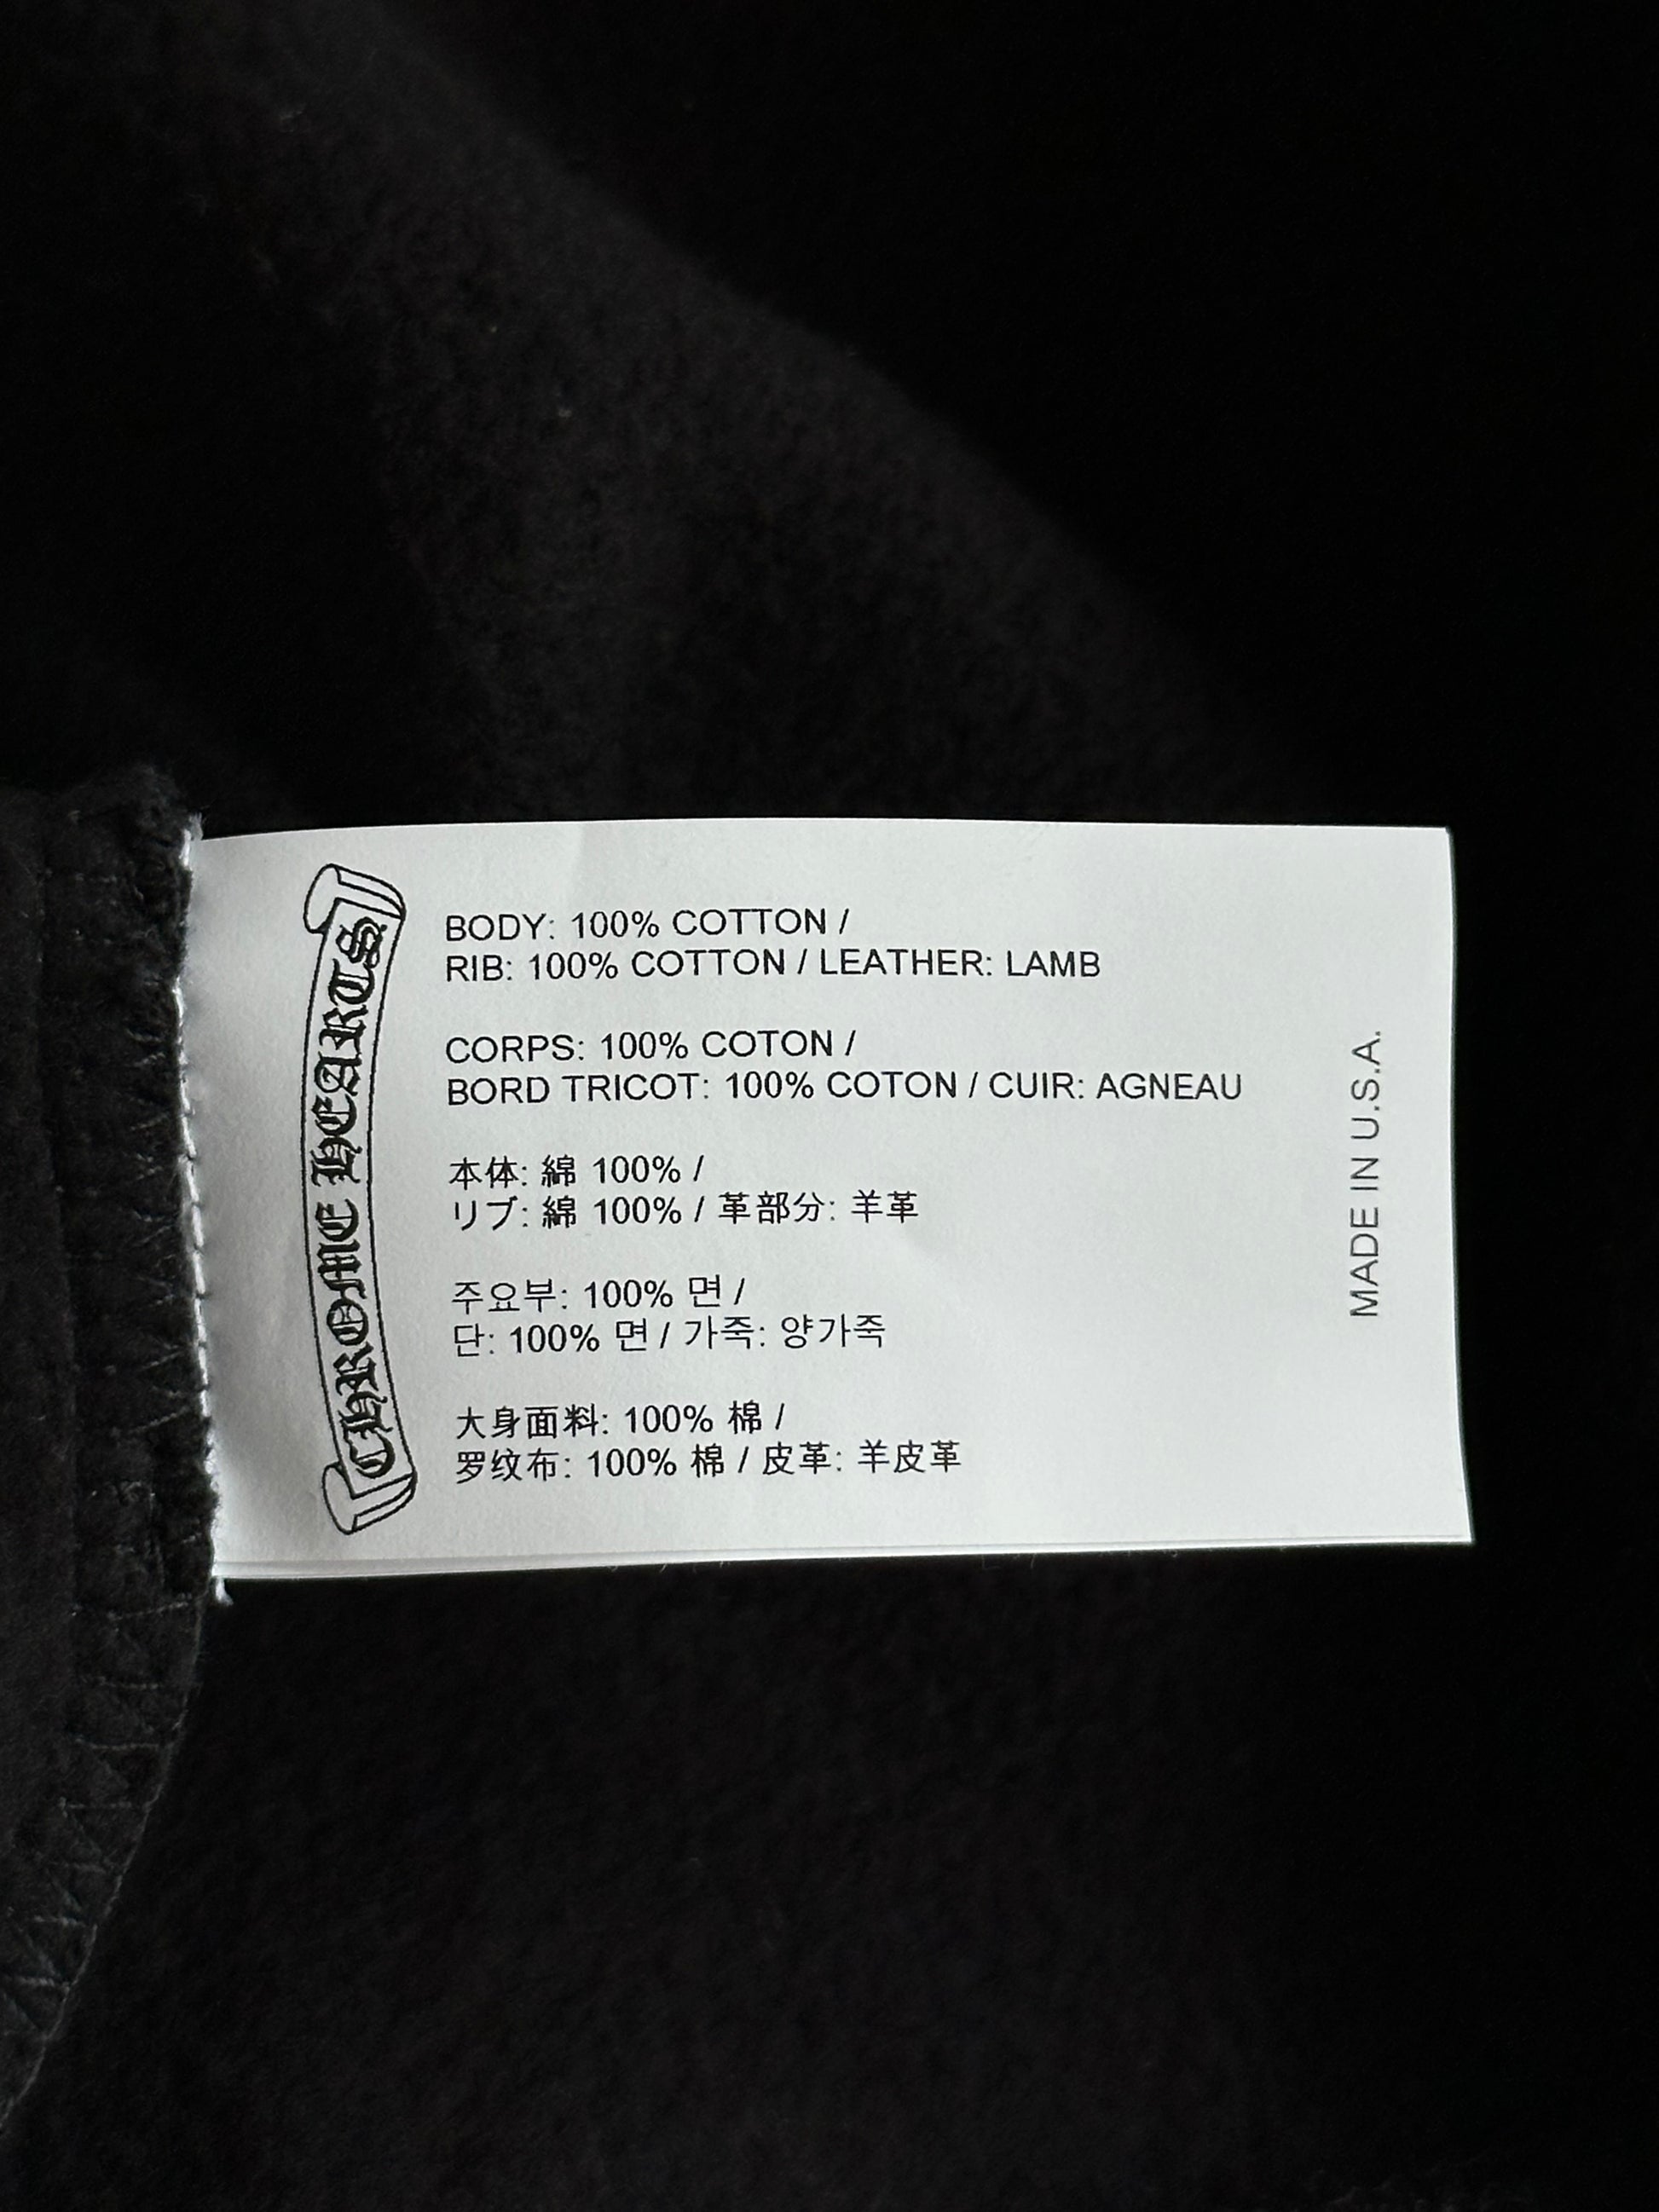 CHROME HEARTS
BODY: 100% COTTON /
RIB: 100% COTTON / LEATHER: LAMB
CORPS: 100% COTON /
BORD TRICOT: 100% COTON / CUIR: AGNEAU
本体: 綿 100% /
リブ: 綿 100% / 革部分: 羊革
주요부: 100% 면 /
단: 100% 면 / 가죽: 양가죽
大身面料: 100% 棉 /
罗纹布: 100% 棉 / 皮革: 羊皮革
MADE IN U.S.A.